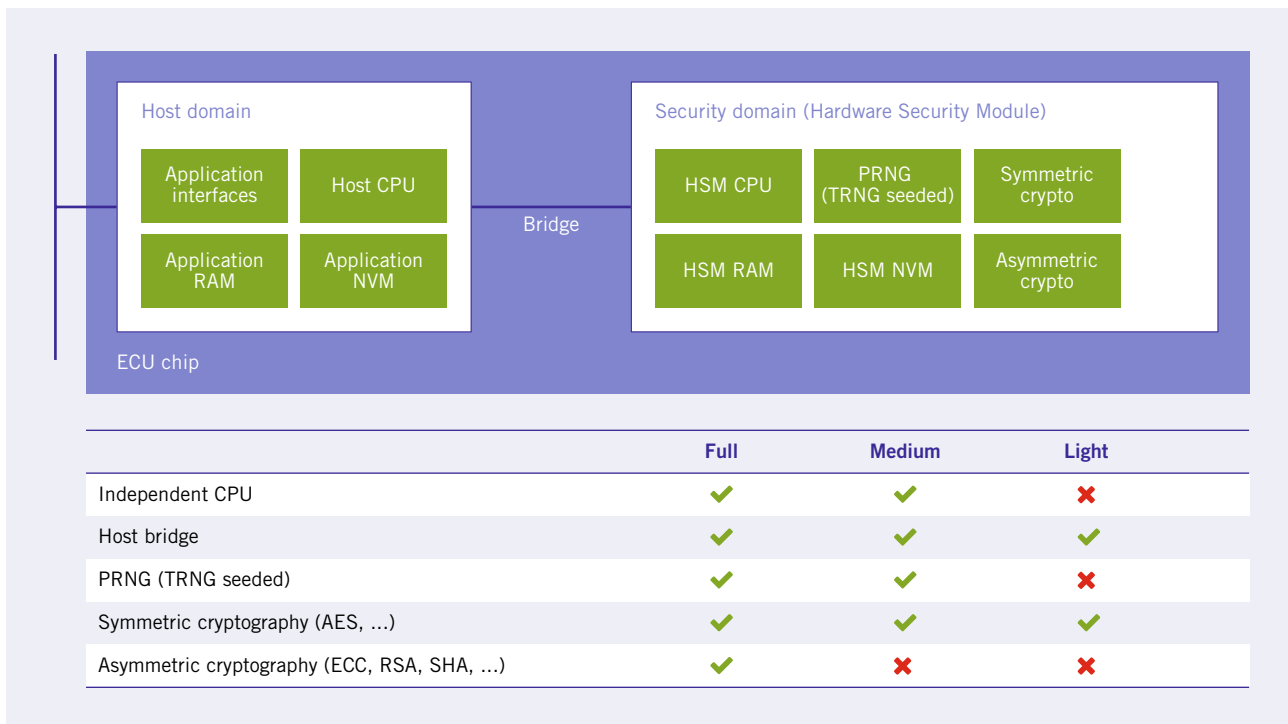 Host domain
Application
interfaces
Host CPU
Application
RAM
Application
NVM
Bridge
Security domain (Hardware Security Module)
HSM CPU
PRNG
(TRNG seeded)
Symmetric
crypto
HSM RAM
HSM NVM
Asymmetric
crypto
ECU chip
Full Medium Light
Independent CPU
Host bridge
PRNG (TRNG seeded)
Symmetric cryptography (AES, ...)
Asymmetric cryptography (ECC, RSA, SHA, ...)